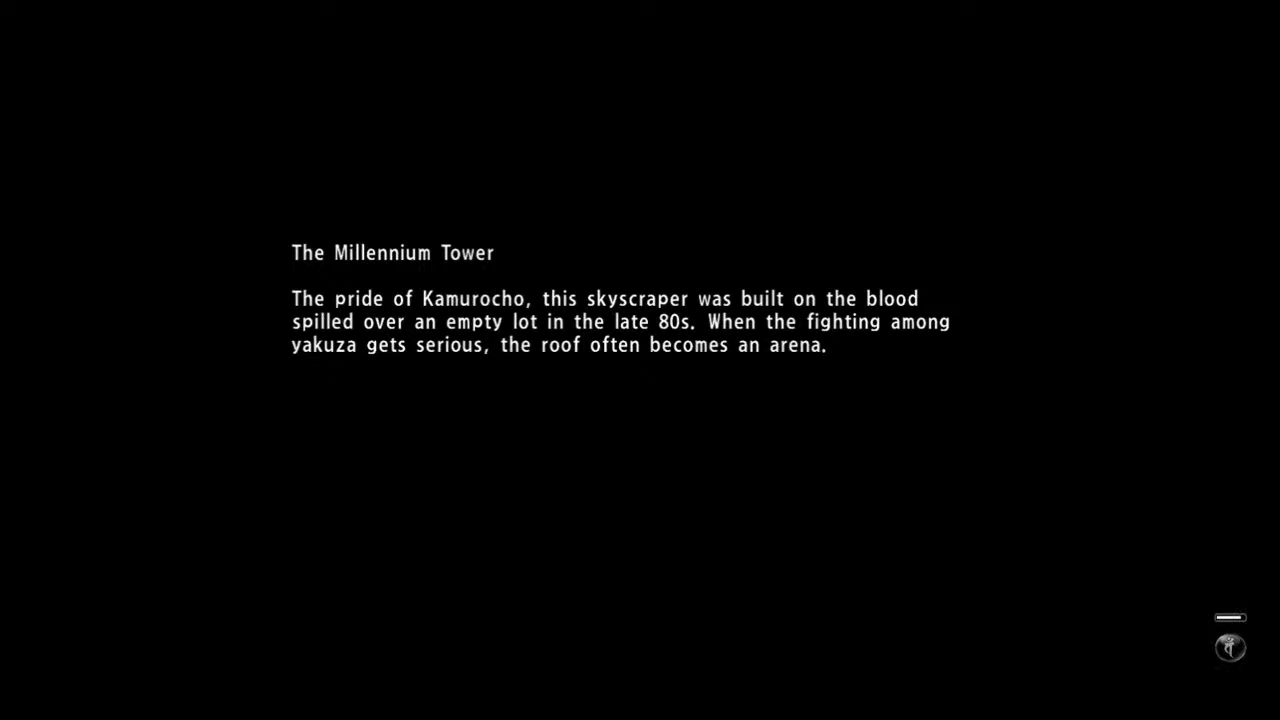 The Millennium Tower
The pride of Kamurocho, this skyscraper was built on the blood
spilled over an empty lot in the late 80s. When the fighting among
yakuza gets serious, the roof often becomes an arena.